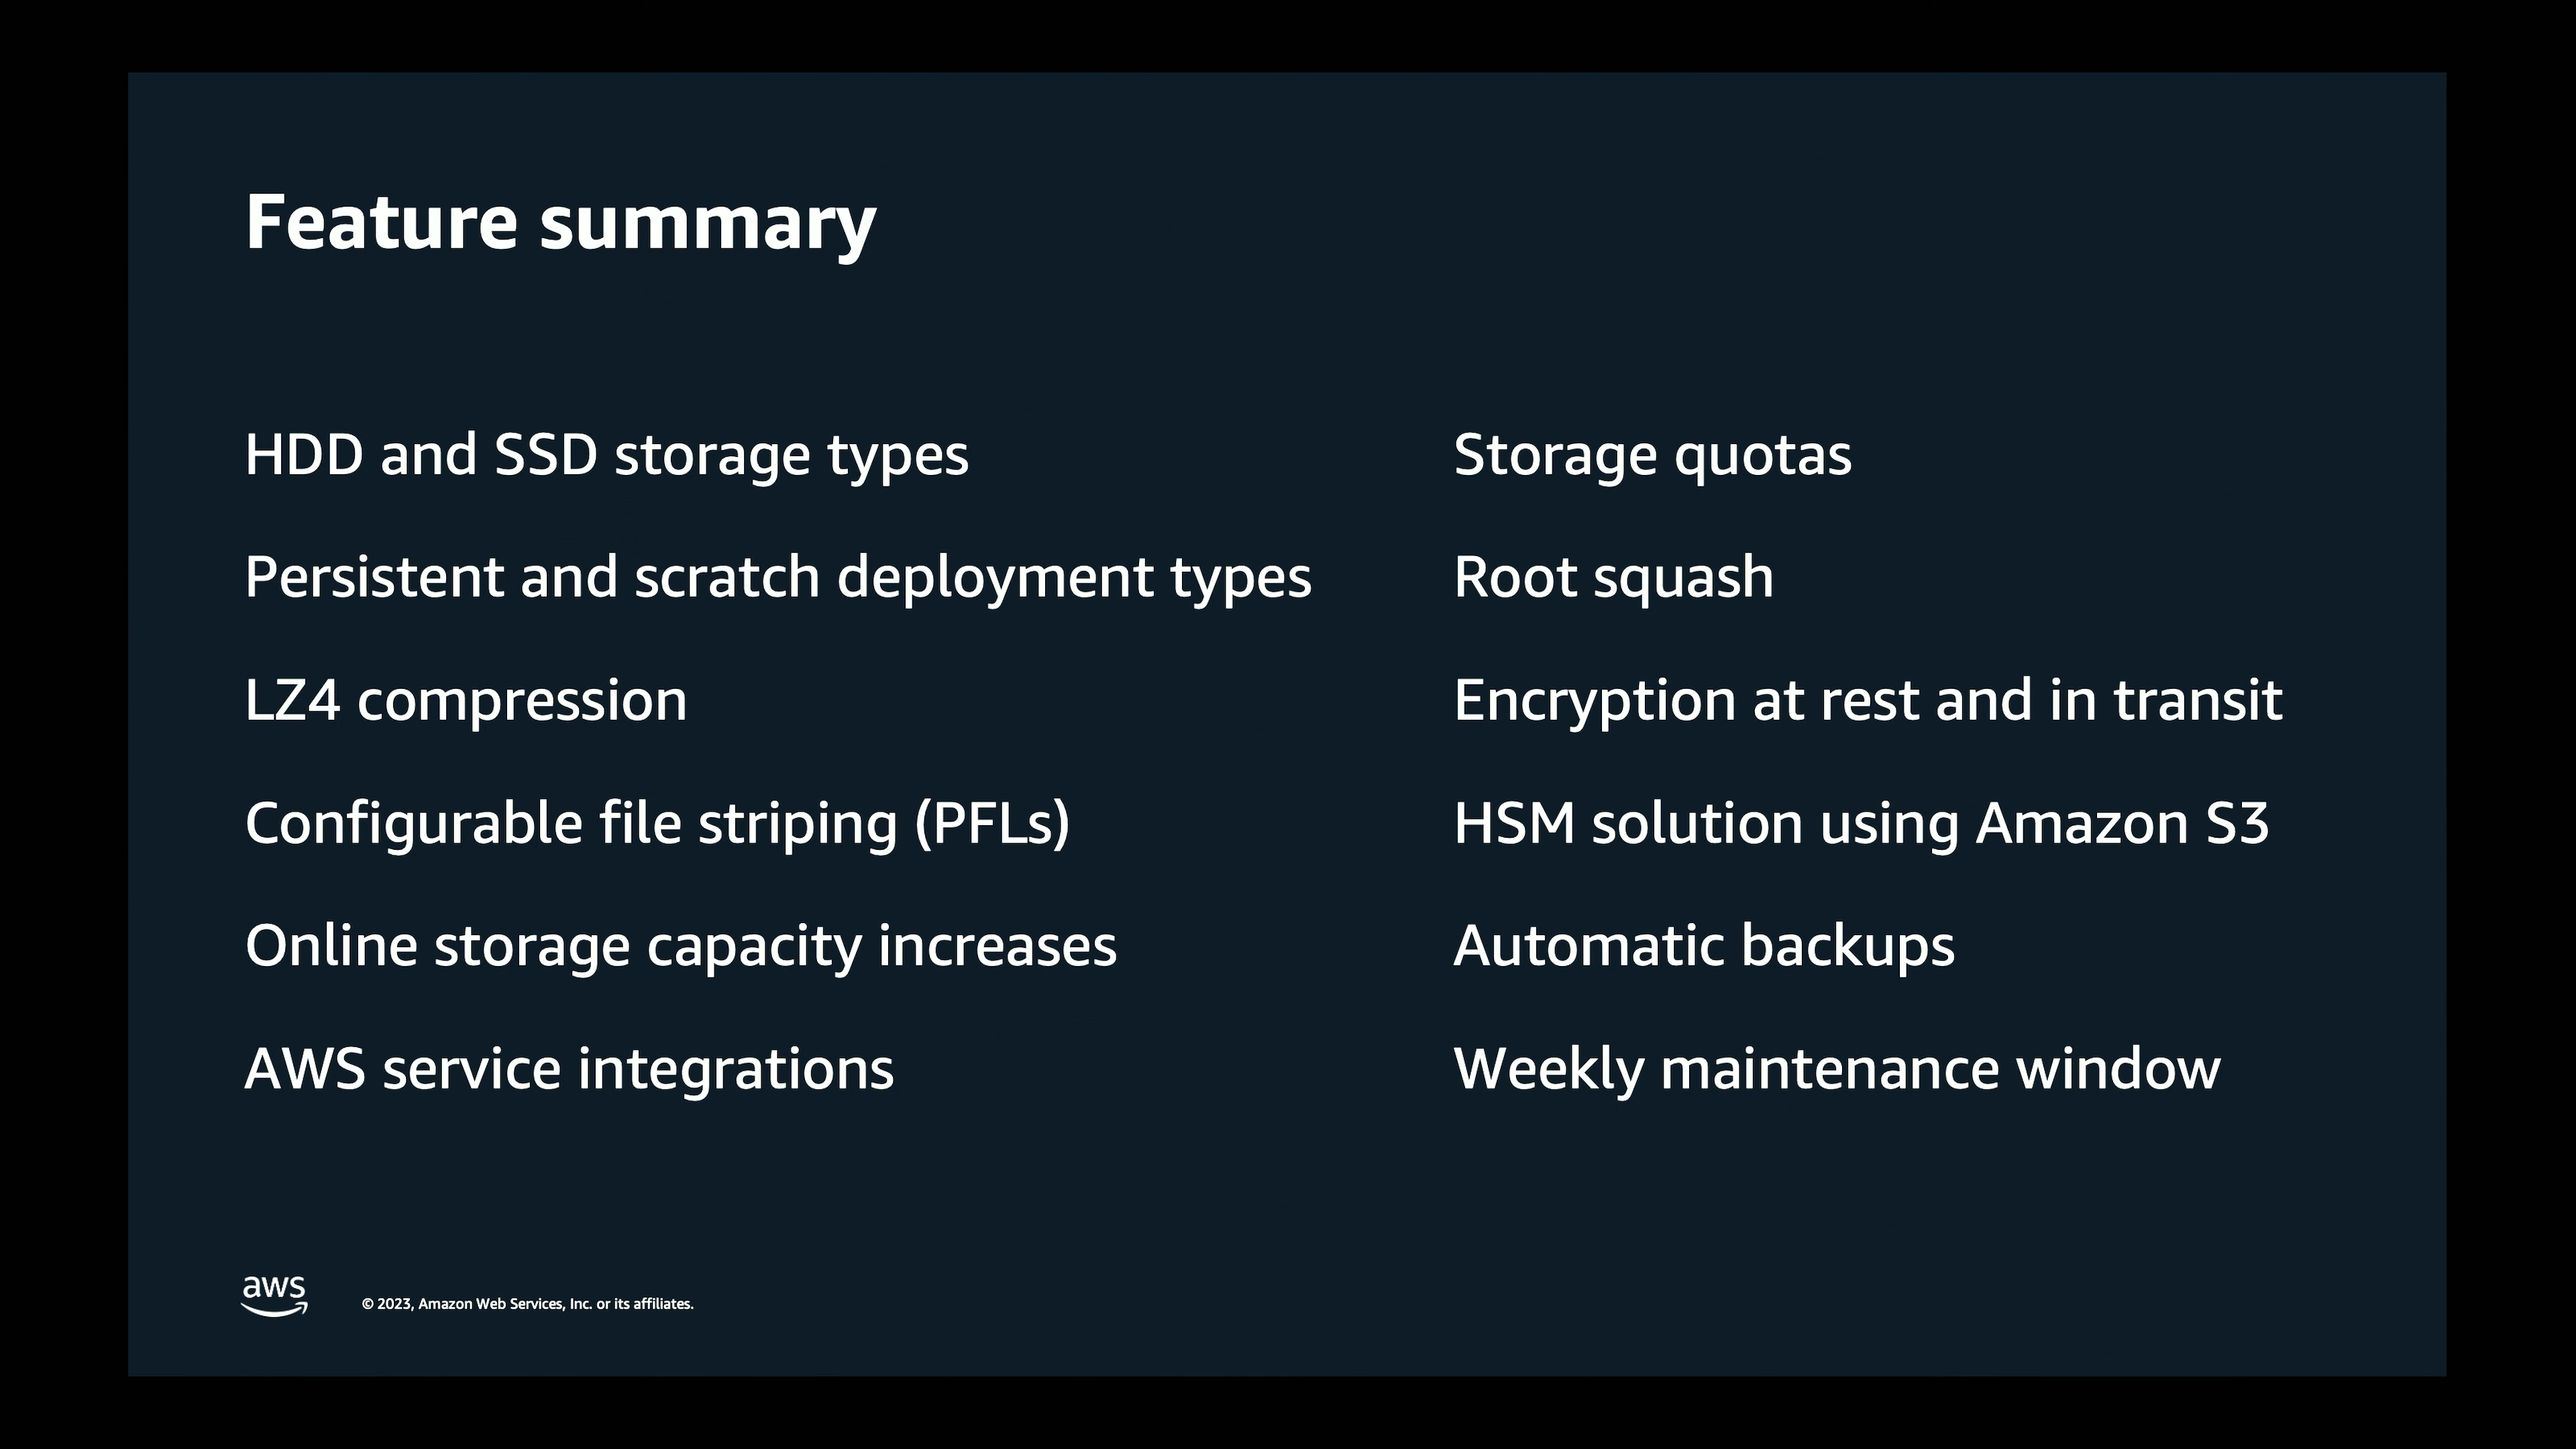 Feature summary
HDD and SSD storage types
Persistent and scratch deployment types
LZ4 compression
Configurable file striping (PFLs)
Online storage capacity increases
AWS service integrations
Storage quotas
Root squash
Encryption at rest and in transit
HSM solution using Amazon S3
Automatic backups
Weekly maintenance window
aws
© 2023, Amazon Web Services, Inc. or its affiliates.